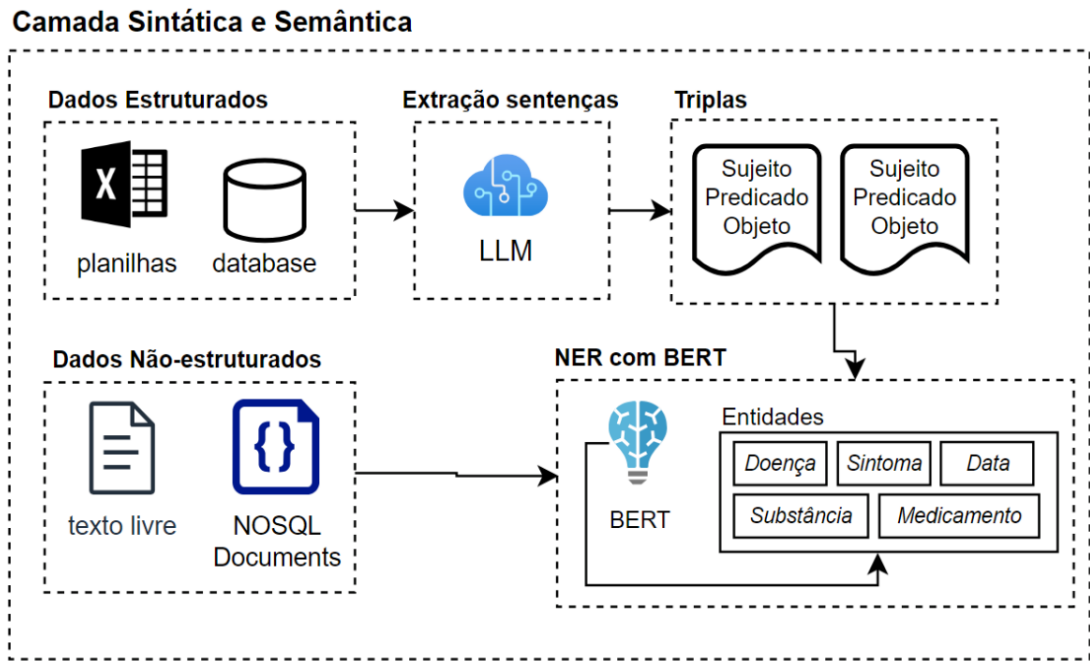 Camada Sintática e Semântica
Dados Estruturados
X
planilhas
database
Extração sentenças
LLM
Triplas
Sujeito
Predicado
Objeto
Sujeito
Predicado
Objeto
Dados Não-estruturados
texto livre
{}
NOSQL
Documents
NER com BERT
BERT
Entidades
Doença
Sintoma
Data
Substância
Medicamento